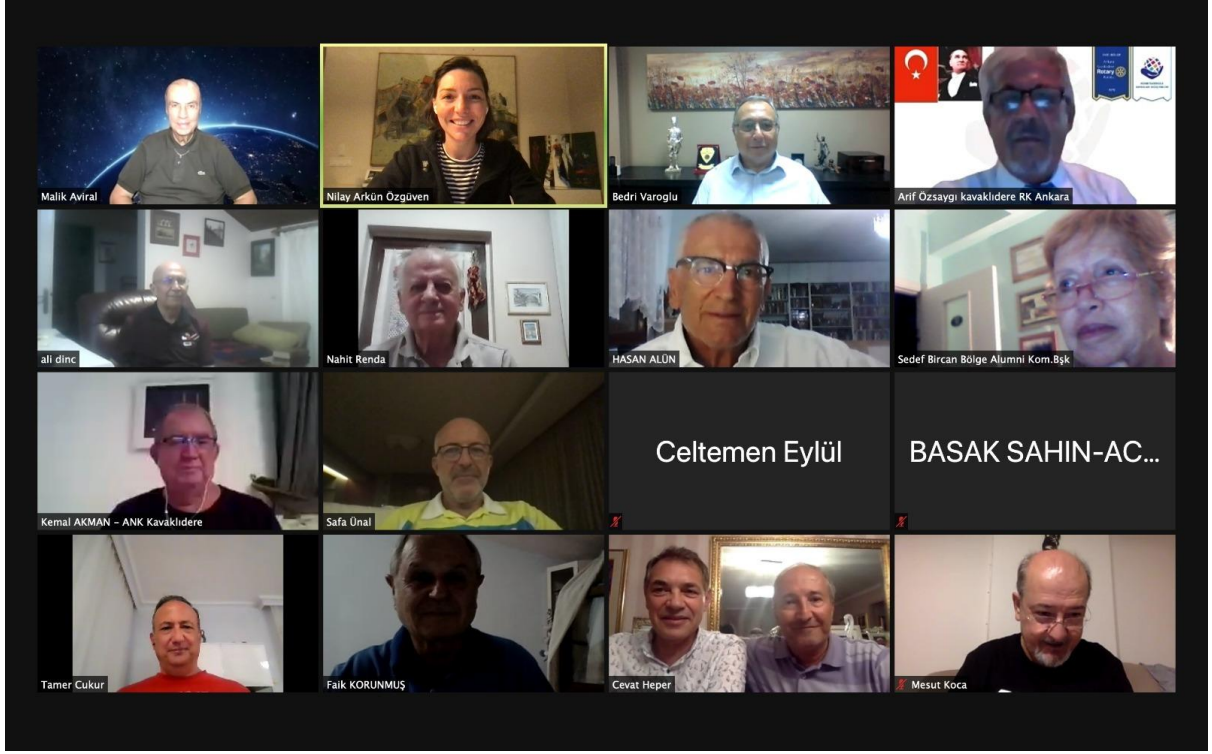 Malik Aviral
Nilay Arkün Özgüven
Bedri Varoglu
Rotary
Arif Özsaygı kavaklıdere RK Ankara
ali dinc
Nahit Renda
HASAN ALÜN
Sedef Bircan Bölge Alumni Kom.Bşk
Kemal AKMAN – ANK Kavaklıdere
Safa Ünal
Celtemen Eylül
BASAK SAHIN-AC...
Tamer Cukur
Faik KORUNMUŞ
Cevat Heper
Mesut Koca